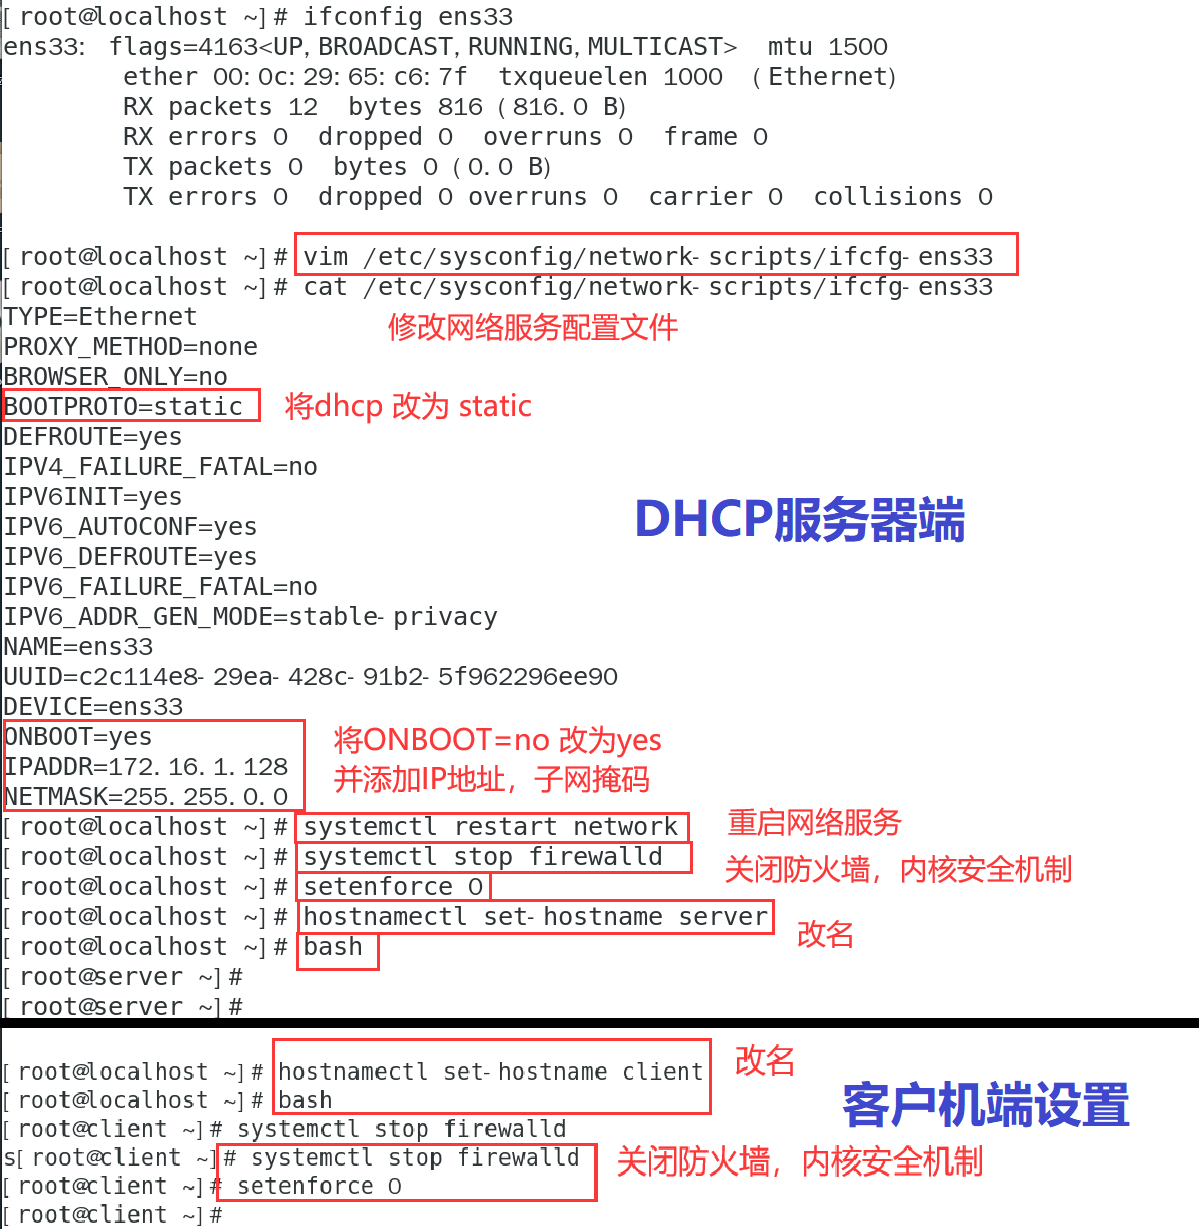 [root@localhost ~]# ifconfig ens33
ens33: flags=4163<UP,BROADCAST,RUNNING,MULTICAST>  mtu 1500
ether 00:0c:29:65:c6:7f  txqueuelen 1000  (Ethernet)
RX packets 12  bytes 816 (816.0 B)
RX errors 0  dropped 0  overruns 0  frame 0
TX packets 0  bytes 0 (0.0 B)
TX errors 0  dropped 0 overruns 0  carrier 0  collisions 0
[root@localhost ~]# vim /etc/sysconfig/network-scripts/ifcfg-ens33
[root@localhost ~]# cat /etc/sysconfig/network-scripts/ifcfg-ens33
TYPE=Ethernet
修改网络服务配置文件
PROXY_METHOD=none
BROWSER_ONLY=no
BOOTPROTO=static 将dhcp 改为 static
DEFROUTE=yes
IPV4_FAILURE_FATAL=no
IPV6INIT=yes
DHCP服务器端
IPV6_AUTOCONF=yes
IPV6_DEFROUTE=yes
IPV6_FAILURE_FATAL=no
IPV6_ADDR_GEN_MODE=stable-privacy
NAME=ens33
UUID=c2c114e8-29ea-428c-91b2-5f962296ee90
DEVICE=ens33
ONBOOT=yes 将ONBOOT=no 改为yes
IPADDR=172.16.1.128 并添加IP地址，子网掩码
NETMASK=255.255.0.0
[root@localhost ~]# systemctl restart network 重启网络服务
[root@localhost ~]# systemctl stop firewalld 关闭防火墙，内核安全机制
[root@localhost ~]# setenforce 0
[root@localhost ~]# hostnamectl set-hostname server 改名
[root@localhost ~]# bash
[root@server ~]#
[root@server ~]#
[root@localhost ~]# hostnamectl set-hostname client 改名
[root@localhost ~]# bash 客户机端设置
[root@client ~]# systemctl stop firewalld
s[root@client ~]# systemctl stop firewalld 关闭防火墙，内核安全机制
[root@client ~]# setenforce 0
[root@client ~]#